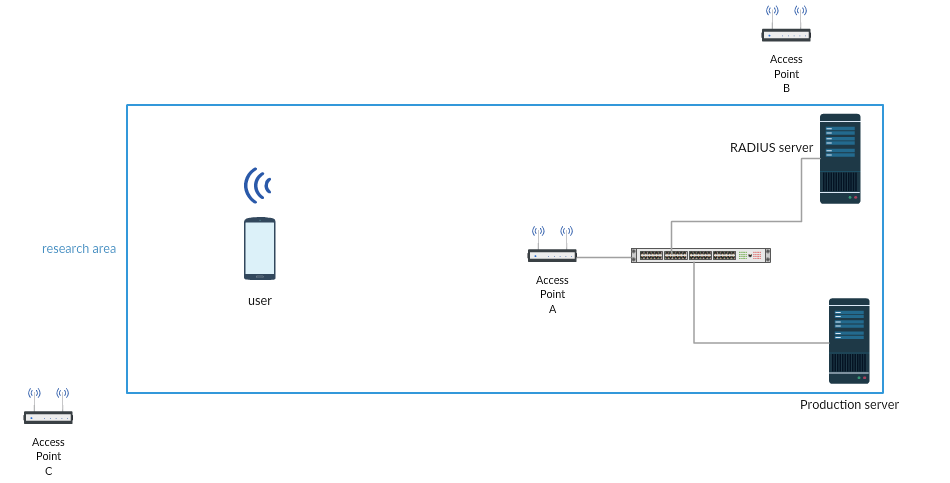 Access
Point
B
RADIUS server
research area
user
Access
Point
A
Production server
Access
Point
C